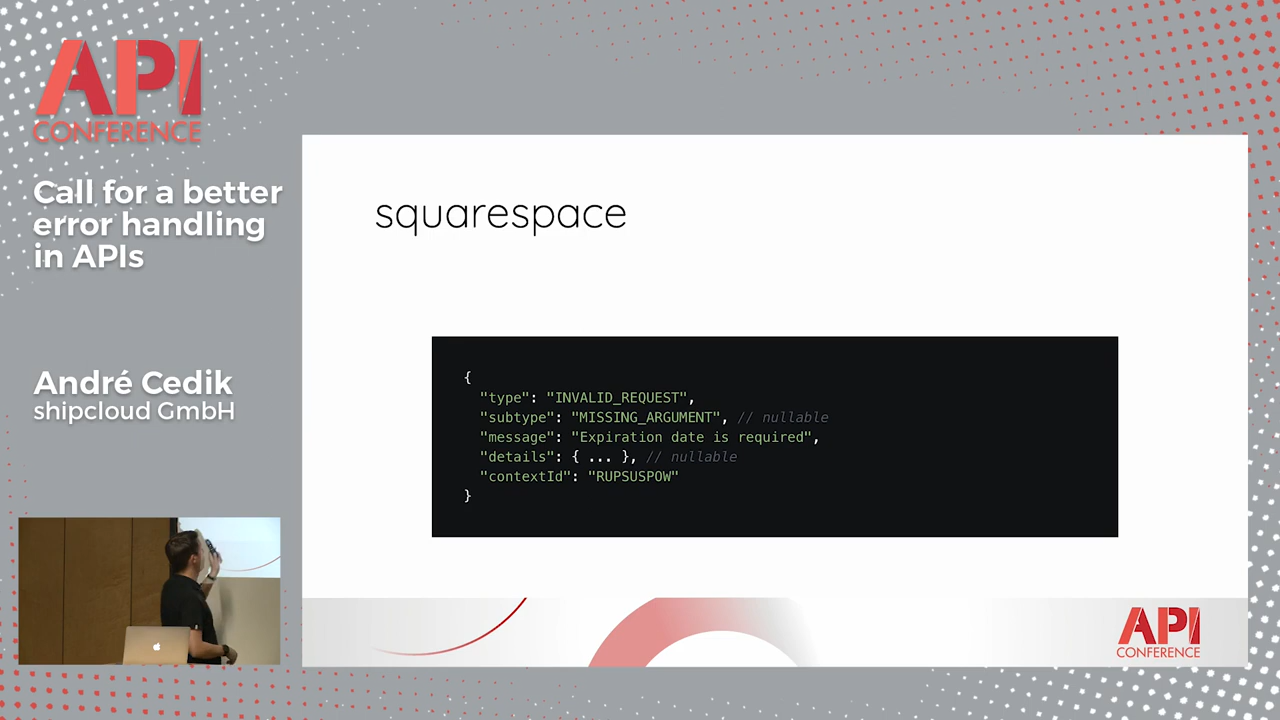 API
CONFERENCE
Call for a better
error handling
in APIs
André Cedik
shipcloud GmbH
squarespace
{
"type": "INVALID_REQUEST",
"subtype": "MISSING_ARGUMENT", // nullable
"message": "Expiration date is required",
"details": { ... }, // nullable
"contextId": "RUPSUSPOW"
}
API
CONFERENCE